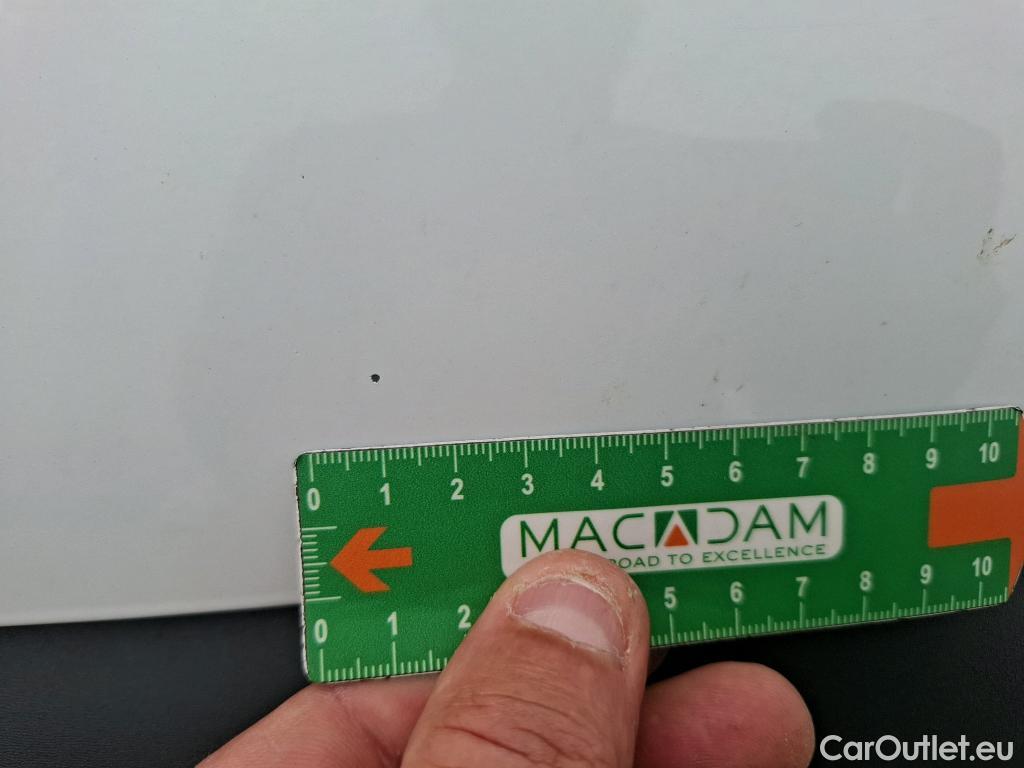 0 1 2 3 4 5 6 7 8 9 10
MACADAM
ROAD TO EXCELLENCE
0 1 2 5 6 7 8 9 10
CarOutlet.eu